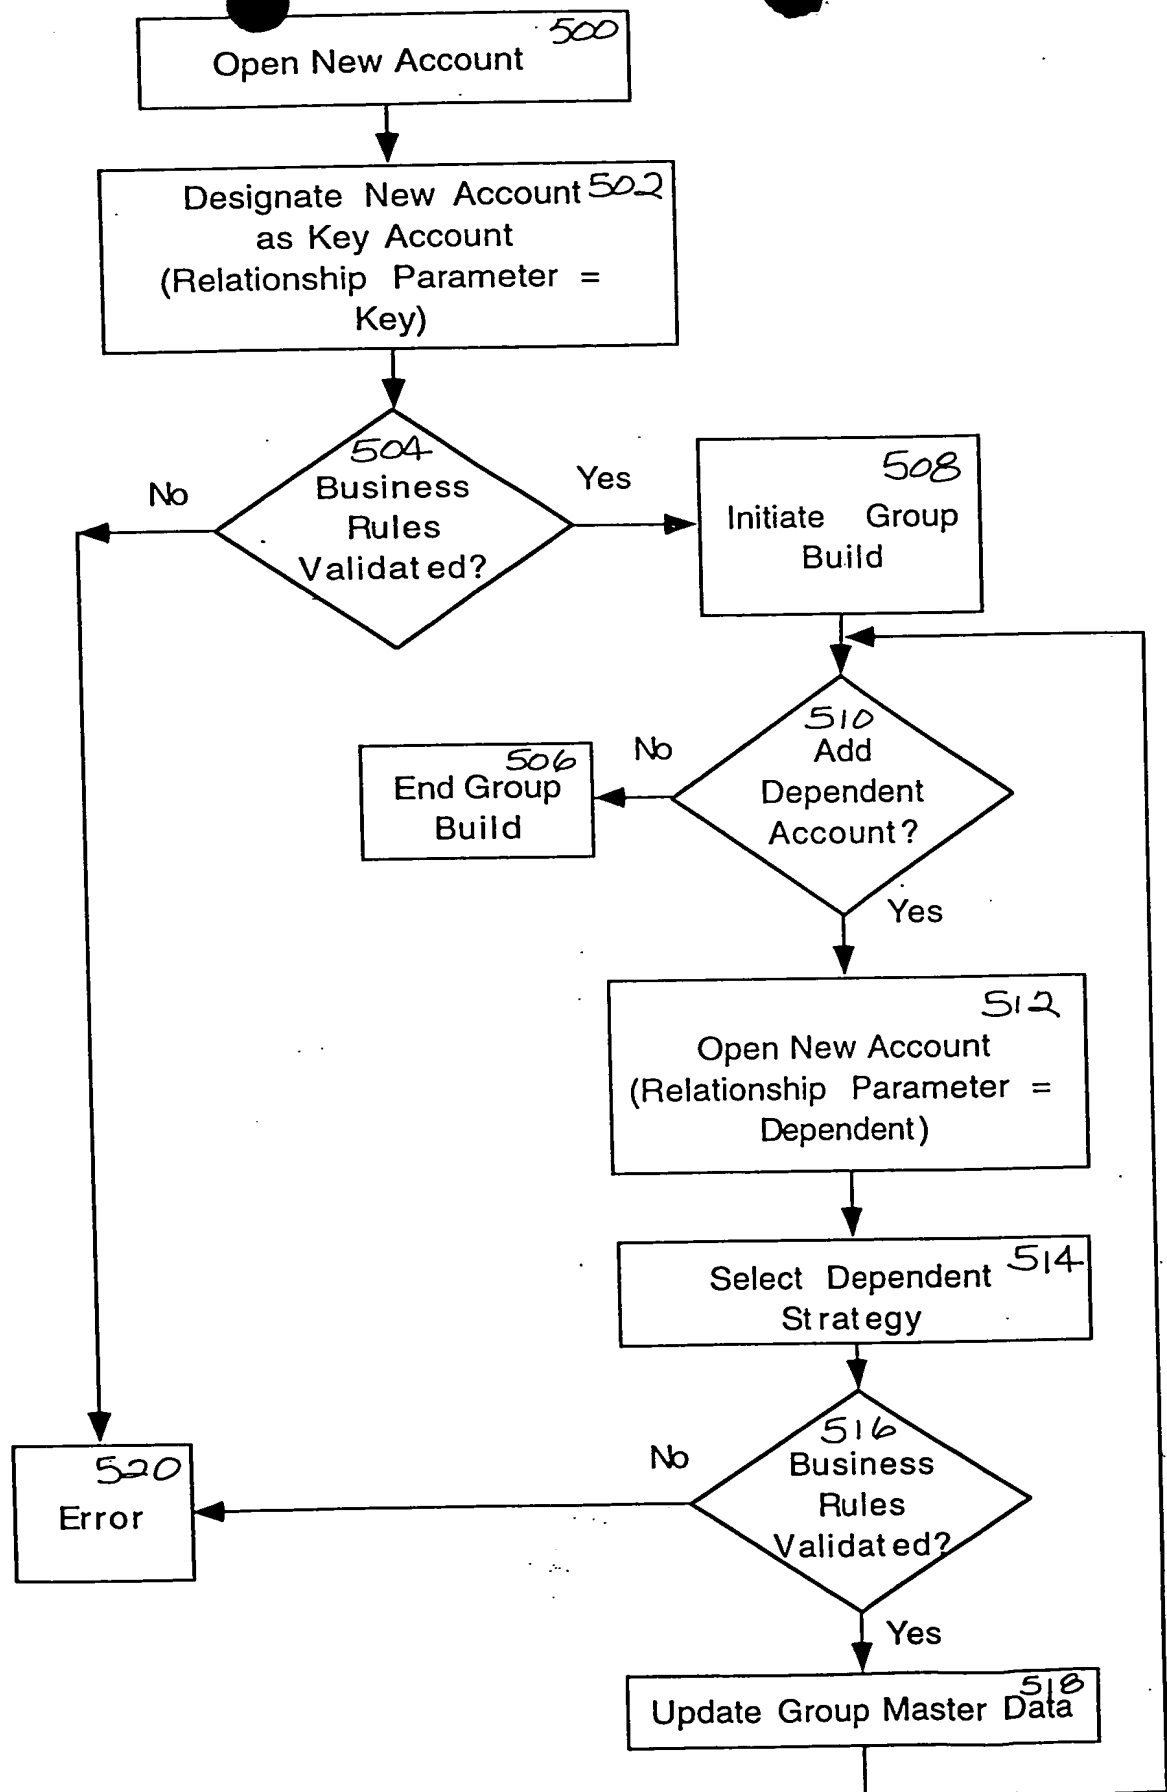 500
Open New Account
Designate New Account 502
as Key Account
(Relationship Parameter =
Key)
504
Business
Rules
Validated?
No
Yes
508
Initiate Group
Build
510
Add
Dependent
Account?
No
506
End Group
Build
Yes
512
Open New Account
(Relationship Parameter =
Dependent)
514
Select Dependent
Strategy
516
Business
Rules
Validated?
No
520
Error
Yes
518
Update Group Master Data